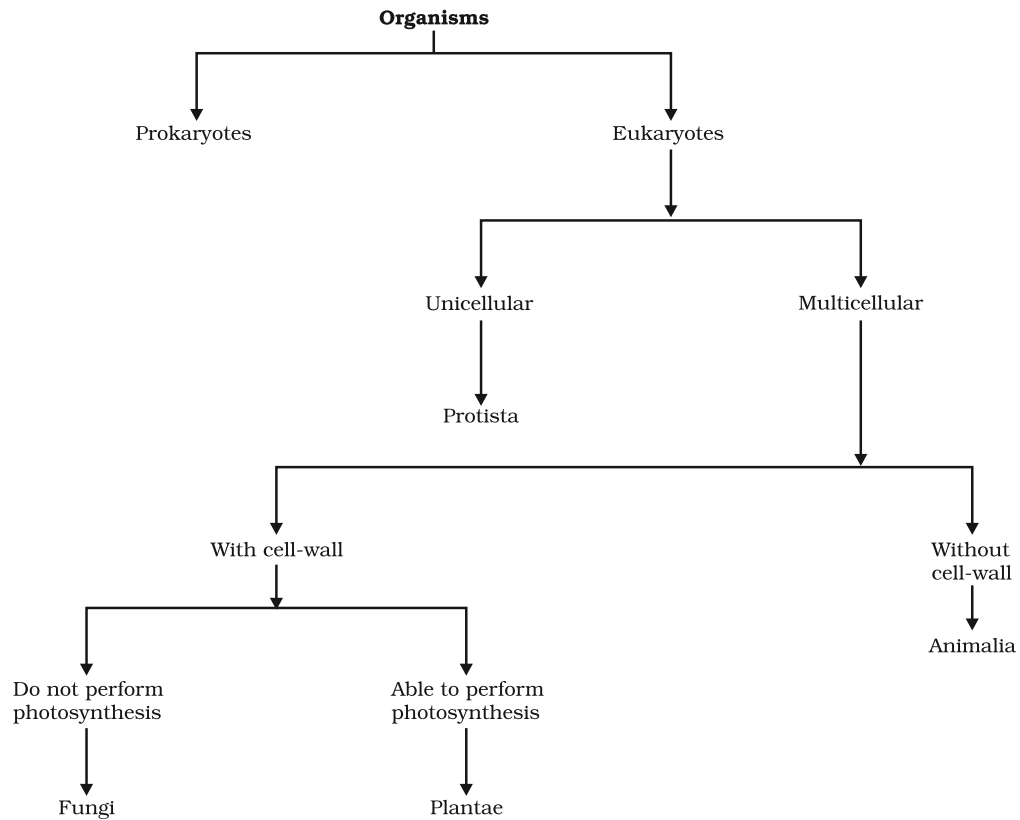 Organisms
Prokaryotes
Eukaryotes
Unicellular
Multicellular
Protista
With cell-wall
Without
cell-wall
Animalia
Do not perform
photosynthesis
Able to perform
photosynthesis
Fungi
Plantae